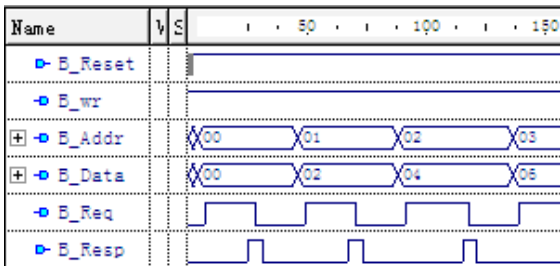 Name V S 50 100 150
B_Reset
B_wr
B_Addr 00 01 02 03
B_Data 00 02 04 06
B_Req
B_Resp